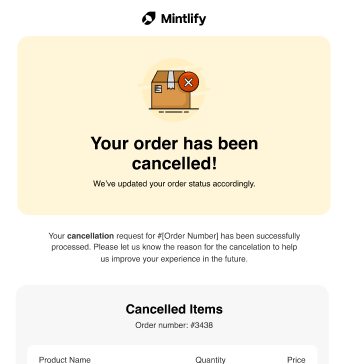 Mintlify
Your order has been
cancelled!
We've updated your order status accordingly.
Your cancellation request for #[Order Number] has been successfully
processed. Please let us know the reason for the cancelation to help
us improve your experience in the future.
Cancelled Items
Order number: #3438
Product Name Quantity Price